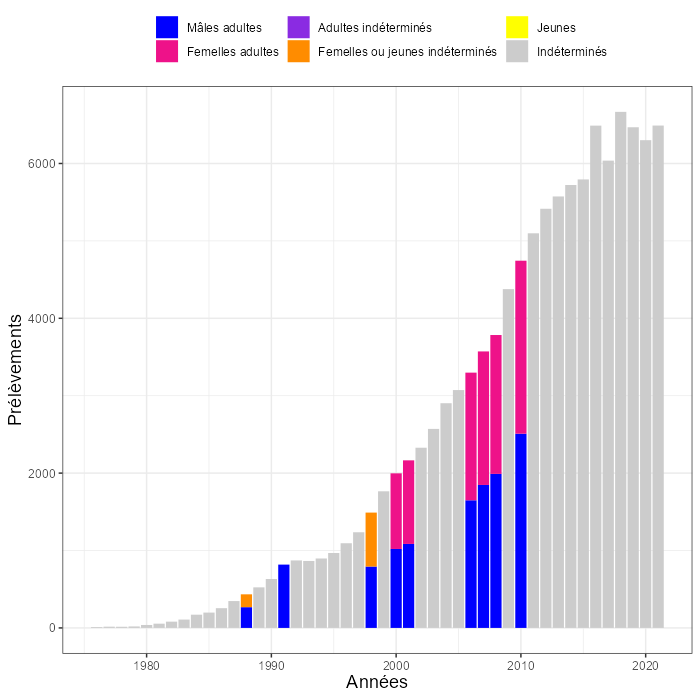 Mâles adultes Adultes indéterminés Jeunes
Femelles adultes Femelles ou jeunes indéterminés Indéterminés
6000
4000
2000
0
Prélèvements
1980 1990 2000 2010 2020
Années